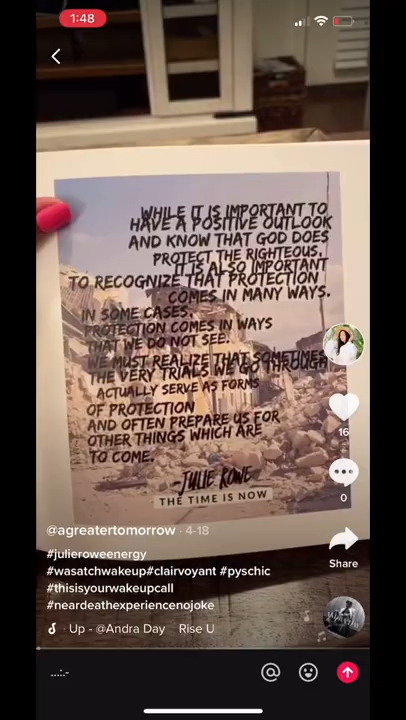 1:48
WHILE IT IS IMPORTANT TO
HAVE A POSITIVE OUTLOOK
AND KNOW THAT GOD DOES
PROTECT THE RIGHTEOUS,
IT IS ALSO IMPORTANT
TO RECOGNIZE THAT PROTECTION
COMES IN MANY WAYS.
IN SOME CASES,
PROTECTION COMES IN WAYS
THAT WE DO NOT SEE.
WE MUST REALIZE THAT SOMETIMES
THE VERY TRIALS WE GO THROUGH
ACTUALLY SERVE AS FORMS
OF PROTECTION
AND OFTEN PREPARE US FOR
OTHER THINGS WHICH ARE
TO COME.
-JULIE ROWE
THE TIME IS NOW
16
0
Share
@agreatertomorrow · 4-18
#julieroweenergy
#wasatchwakeup#clairvoyant #pyschic
#thisisyourwakeupcall
#neardeathexperiencenojoke
Up - @Andra Day Rise U
...:.-